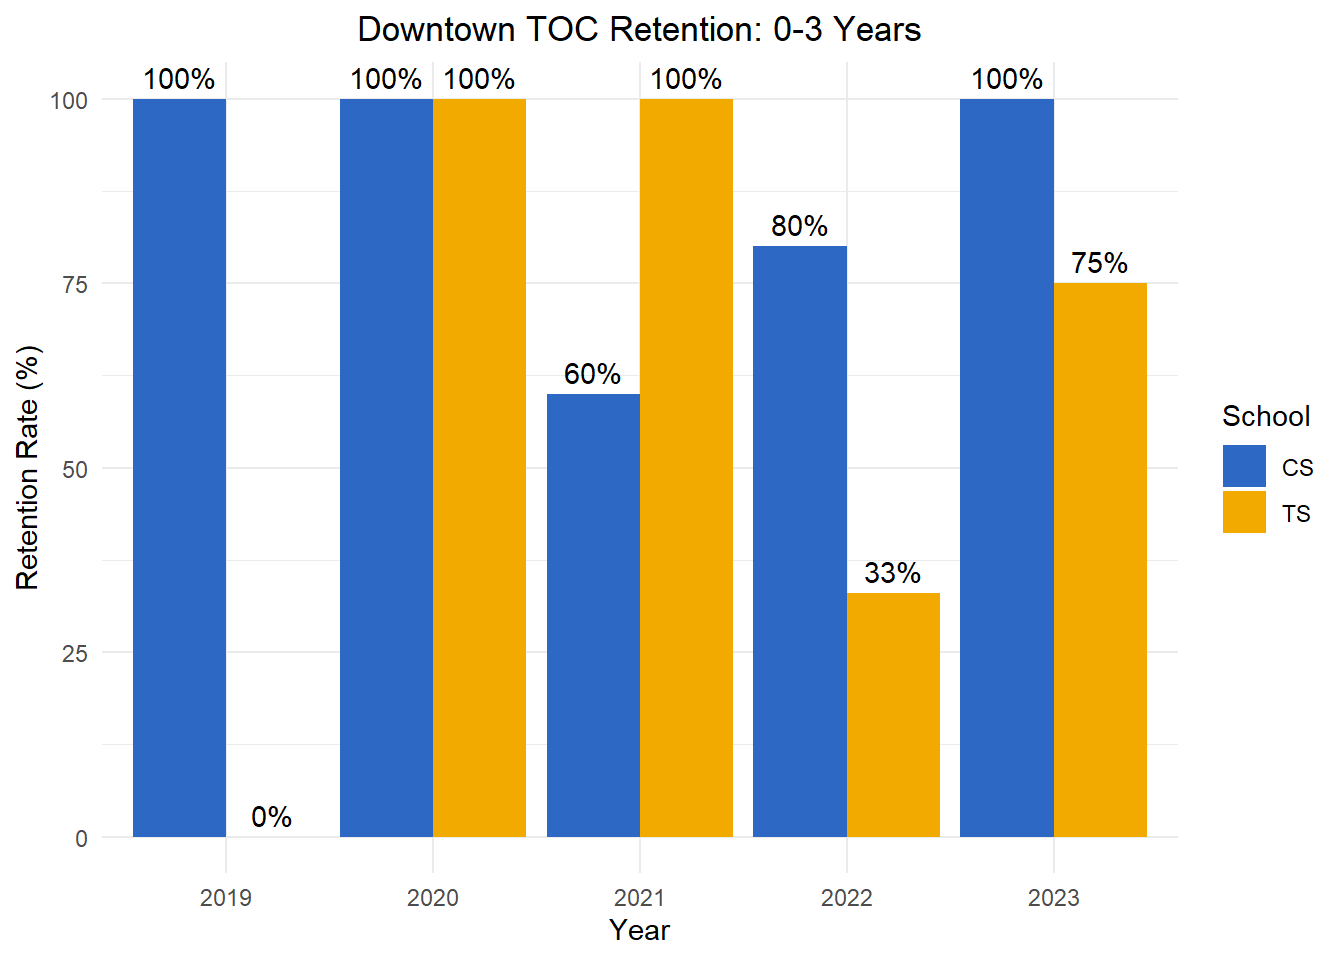 Downtown TOC Retention: 0-3 Years
100% 100% 100% 100% 100%
100
80%
75%
75
60%
50
33%
25
0%
0
2019 2020 2021 2022 2023
Year
Retention Rate (%)
School
CS
TS